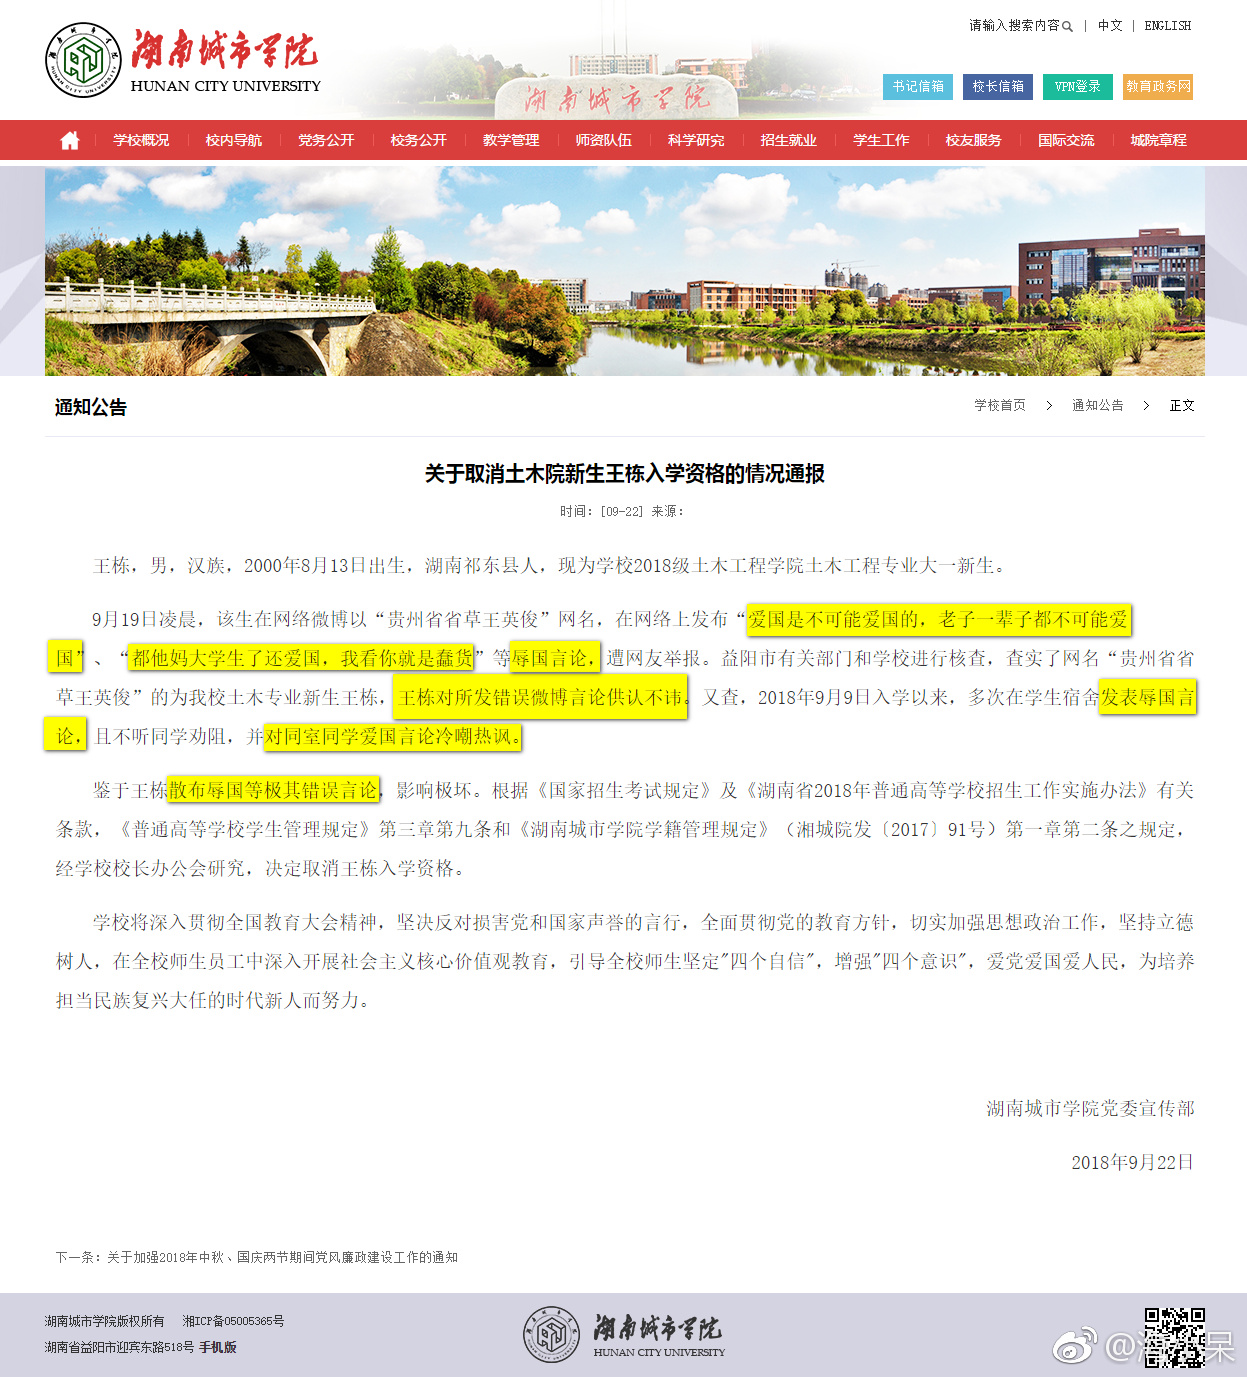 请输入搜索内容 | 中文 | ENGLISH
湖南城市学院
HUNAN CITY UNIVERSITY
湖南城市学院
书记信箱 校长信箱 VPN登录 教育政务网
学校概况 校内导航 党务公开 校务公开 教学管理 师资队伍 科学研究 招生就业 学生工作 校友服务 国际交流 城院章程
通知公告 学校首页 > 通知公告 > 正文
关于取消土木院新生王栋入学资格的情况通报
时间：[09-22] 来源：
王栋，男，汉族，2000年8月13日出生，湖南祁东县人，现为学校2018级土木工程学院土木工程专业大一新生。
9月19日凌晨，该生在网络微博以“贵州省省草王英俊”网名，在网络上发布“爱国是不可能爱国的，老子一辈子都不可能爱
国”、“都他妈大学生了还爱国，我看你就是蠢货”等辱国言论，遭网友举报。益阳市有关部门和学校进行核查，查实了网名“贵州省省
草王英俊”的为我校土木专业新生王栋，王栋对所发错误微博言论供认不讳。又查，2018年9月9日入学以来，多次在学生宿舍发表辱国言
论，且不听同学劝阻，并对同室同学爱国言论冷嘲热讽。
鉴于王栋散布辱国等极其错误言论，影响极坏。根据《国家招生考试规定》及《湖南省2018年普通高等学校招生工作实施办法》有关
条款，《普通高等学校学生管理规定》第三章第九条和《湖南城市学院学籍管理规定》（湘城院发〔2017〕91号）第一章第二条之规定，
经学校校长办公会研究，决定取消王栋入学资格。
学校将深入贯彻全国教育大会精神，坚决反对损害党和国家声誉的言行，全面贯彻党的教育方针，切实加强思想政治工作，坚持立德
树人，在全校师生员工中深入开展社会主义核心价值观教育，引导全校师生坚定"四个自信"，增强"四个意识"，爱党爱国爱人民，为培养
担当民族复兴大任的时代新人而努力。
湖南城市学院党委宣传部
2018年9月22日
下一条：关于加强2018年中秋、国庆两节期间党风廉政建设工作的通知
湖南城市学院版权所有 湘ICP备05005365号
湖南省益阳市迎宾东路518号 手机版
湖南城市学院
HUNAN CITY UNIVERSITY